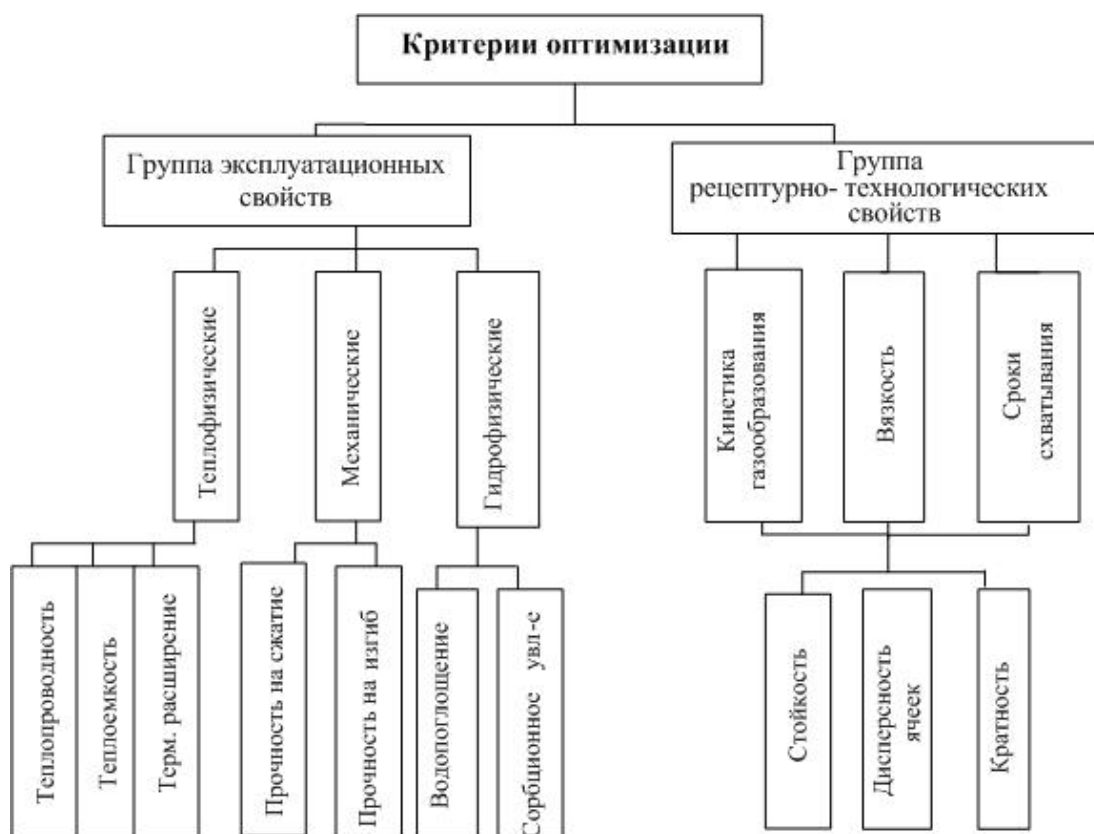 Критерии оптимизации
Группа эксплуатационных
свойств
Группа
рецептурно- технологических
свойств
Теплофизические
Механические
Гидрофизические
Кинстика
газообразования
Вязкость
Сроки
схватывания
Теплопроводность
Теплоемкость
Терм. расширение
Прочность на сжатие
Прочность на изгиб
Водопоглощение
Сорбционное увл-е
Стойкость
Дисперсность
ячеек
Кратность